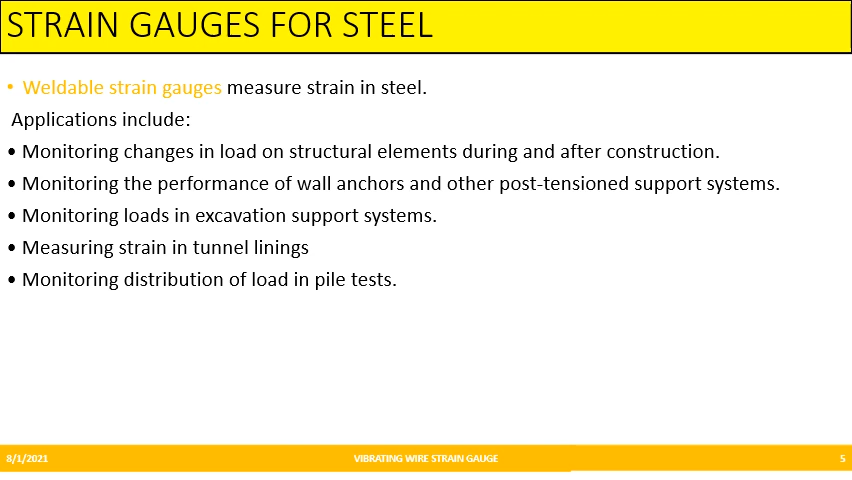 STRAIN GAUGES FOR STEEL
• Weldable strain gauges measure strain in steel.
Applications include:
• Monitoring changes in load on structural elements during and after construction.
• Monitoring the performance of wall anchors and other post-tensioned support systems.
• Monitoring loads in excavation support systems.
• Measuring strain in tunnel linings
• Monitoring distribution of load in pile tests.
8/1/2021 VIBRATING WIRE STRAIN GAUGE 5